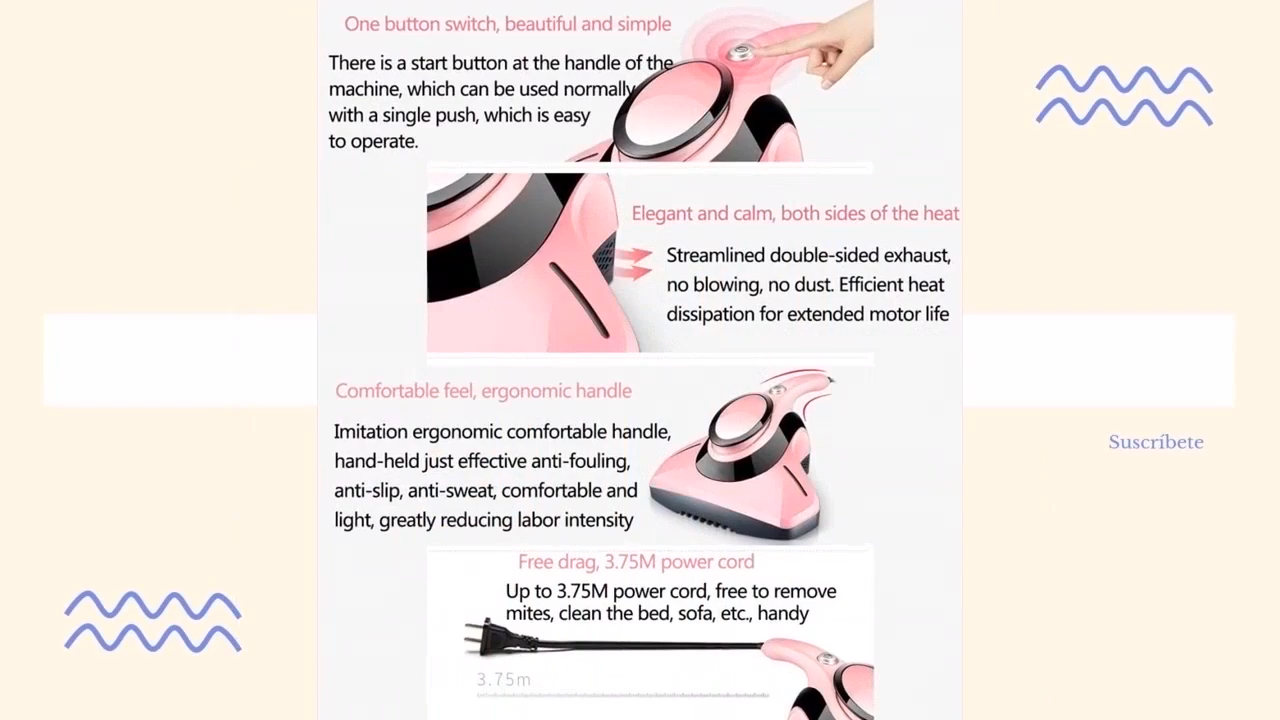 One button switch, beautiful and simple
There is a start button at the handle of the
machine, which can be used normally
with a single push, which is easy
to operate.
Elegant and calm, both sides of the heat
Streamlined double-sided exhaust,
no blowing, no dust. Efficient heat
dissipation for extended motor life
Comfortable feel, ergonomic handle
Imitation ergonomic comfortable handle,
hand-held just effective anti-fouling,
anti-slip, anti-sweat, comfortable and
light, greatly reducing labor intensity
Suscríbete
Free drag, 3.75M power cord
Up to 3.75M power cord, free to remove
mites, clean the bed, sofa, etc., handy
3.75m